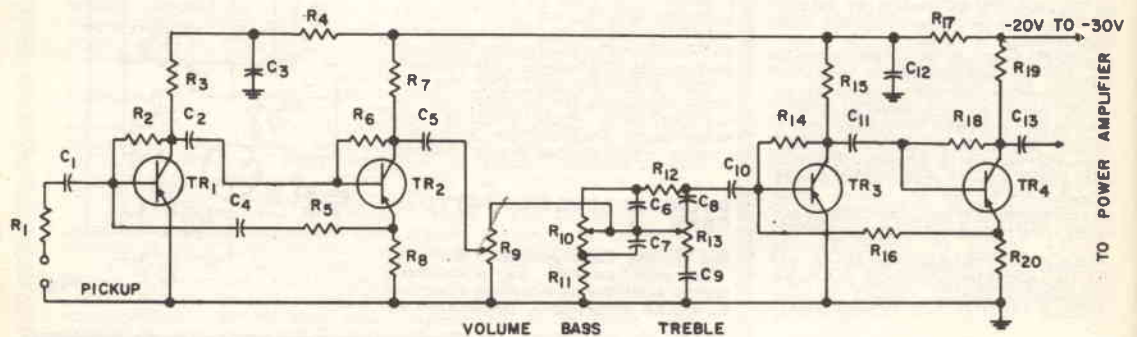 R4
R17
-20V TO -30V
R3
C3
R7
R15
C12
R19
R2
C2
R6
C5
R14
C11
R18
C13
C1
TR1
TR2
C10
TR3
TR4
R12
C6
C8
C4
R5
R1
R9
R10
C7
R13
R16
R8
R11
C9
R20
PICKUP
VOLUME BASS TREBLE
TO POWER AMPLIFIER